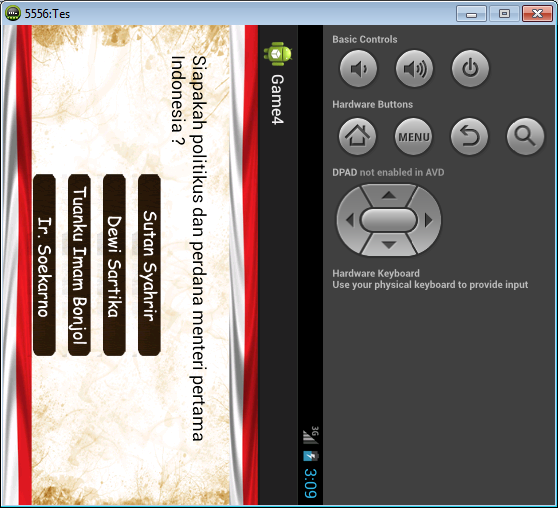 5556:Tes
3G
3:09
Game4
Siapakah politikus dan perdana menteri pertama
Indonesia ?
Sutan Syahrir
Dewi Sartika
Tuanku Imam Bonjol
Ir. Soekarno
Basic Controls
Hardware Buttons
MENU
DPAD not enabled in AVD
Hardware Keyboard
Use your physical keyboard to provide input